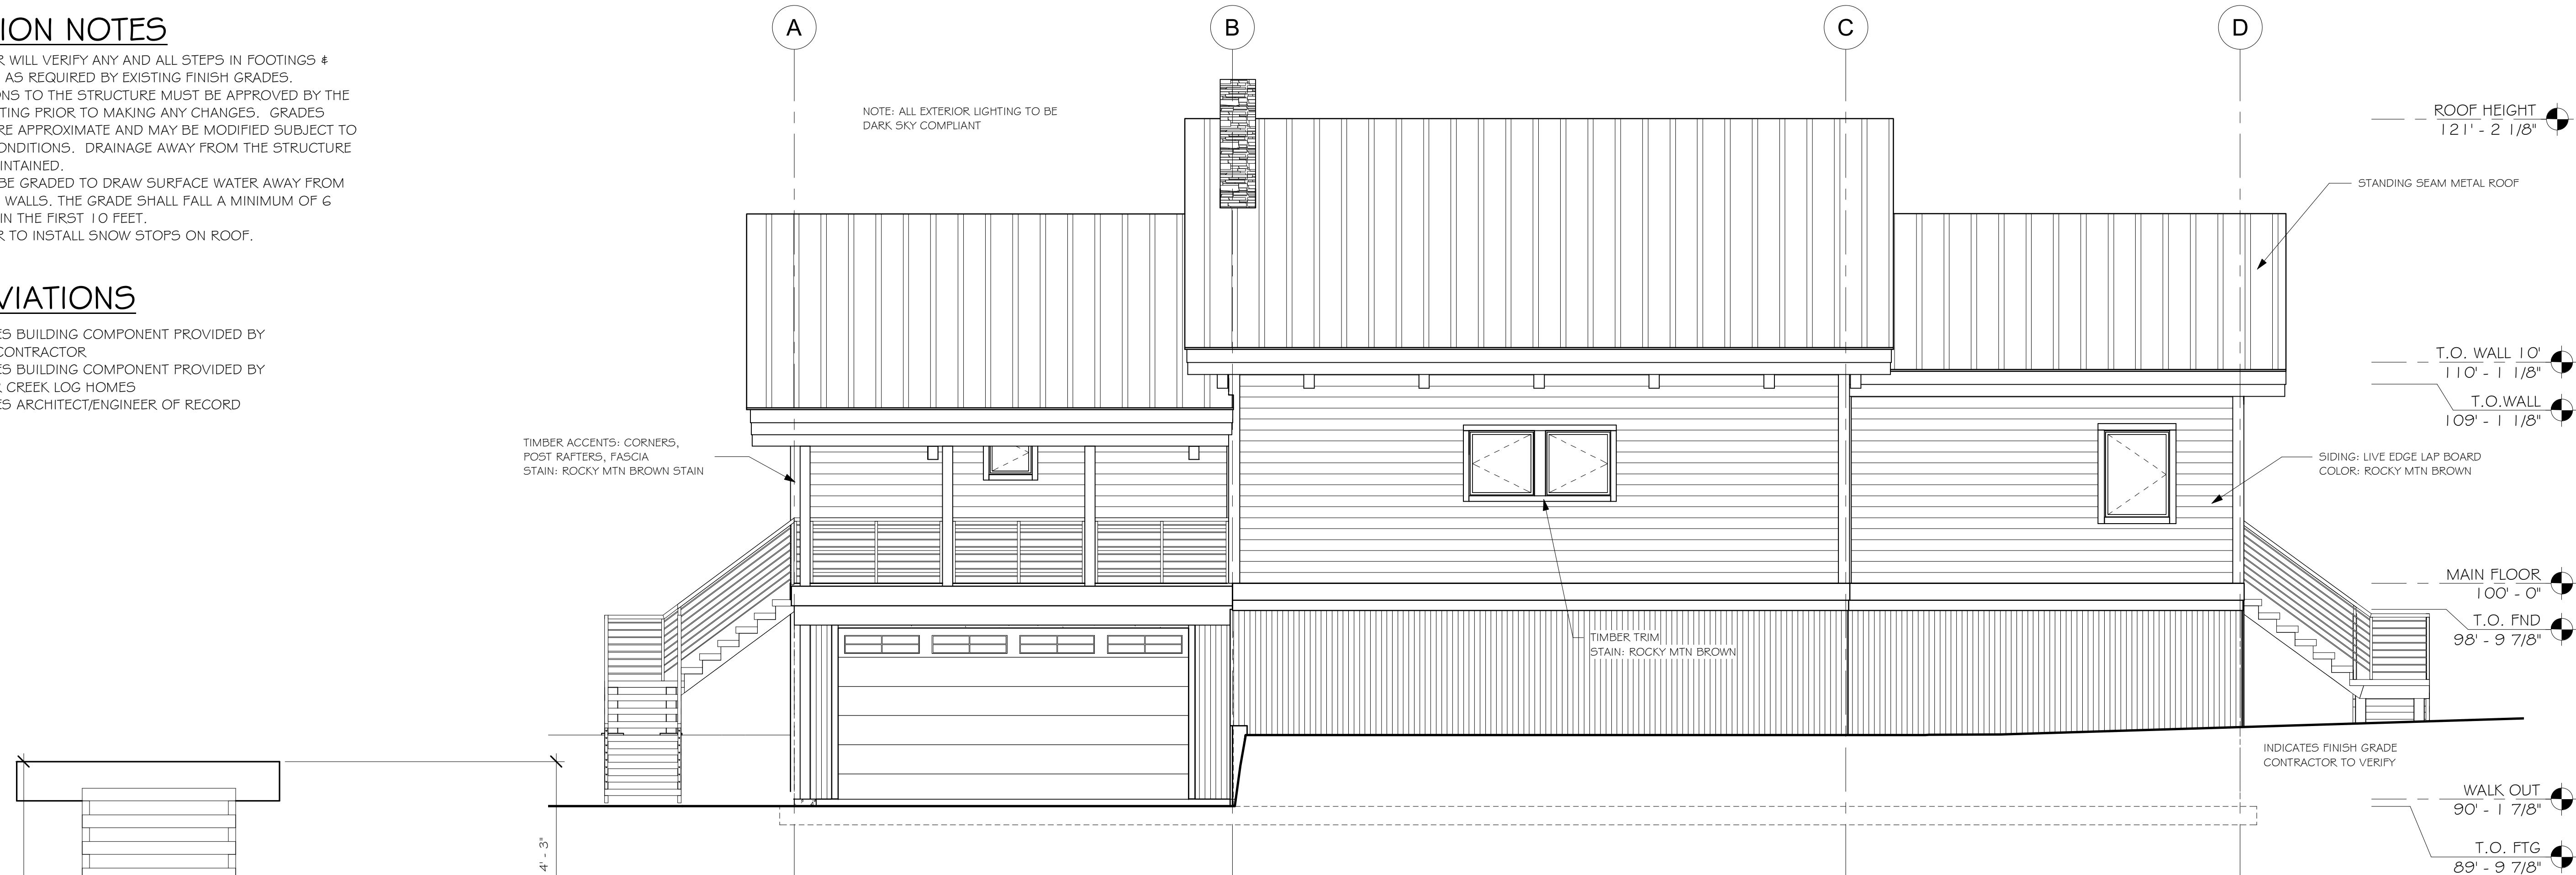 ION NOTES
R WILL VERIFY ANY AND ALL STEPS IN FOOTINGS &
AS REQUIRED BY EXISTING FINISH GRADES.
ONS TO THE STRUCTURE MUST BE APPROVED BY THE
TING PRIOR TO MAKING ANY CHANGES. GRADES
RE APPROXIMATE AND MAY BE MODIFIED SUBJECT TO
ONDITIONS. DRAINAGE AWAY FROM THE STRUCTURE
INTAINED.
BE GRADED TO DRAW SURFACE WATER AWAY FROM
WALLS. THE GRADE SHALL FALL A MINIMUM OF 6
IN THE FIRST 10 FEET.
R TO INSTALL SNOW STOPS ON ROOF.
VIATIONS
ES BUILDING COMPONENT PROVIDED BY
CONTRACTOR
ES BUILDING COMPONENT PROVIDED BY
R CREEK LOG HOMES
ES ARCHITECT/ENGINEER OF RECORD
A
B
C
D
NOTE: ALL EXTERIOR LIGHTING TO BE
DARK SKY COMPLIANT
TIMBER ACCENTS: CORNERS,
POST RAFTERS, FASCIA
STAIN: ROCKY MTN BROWN STAIN
TIMBER TRIM
STAIN: ROCKY MTN BROWN
STANDING SEAM METAL ROOF
SIDING: LIVE EDGE LAP BOARD
COLOR: ROCKY MTN BROWN
INDICATES FINISH GRADE
CONTRACTOR TO VERIFY
ROOF HEIGHT
121' - 2 1/8"
T.O. WALL 10'
110' - 1 1/8"
T.O.WALL
109' - 1 1/8"
MAIN FLOOR
100' - 0"
T.O. FND
98' - 9 7/8"
WALK OUT
90' - 1 7/8"
T.O. FTG
89' - 9 7/8"
4' - 3"